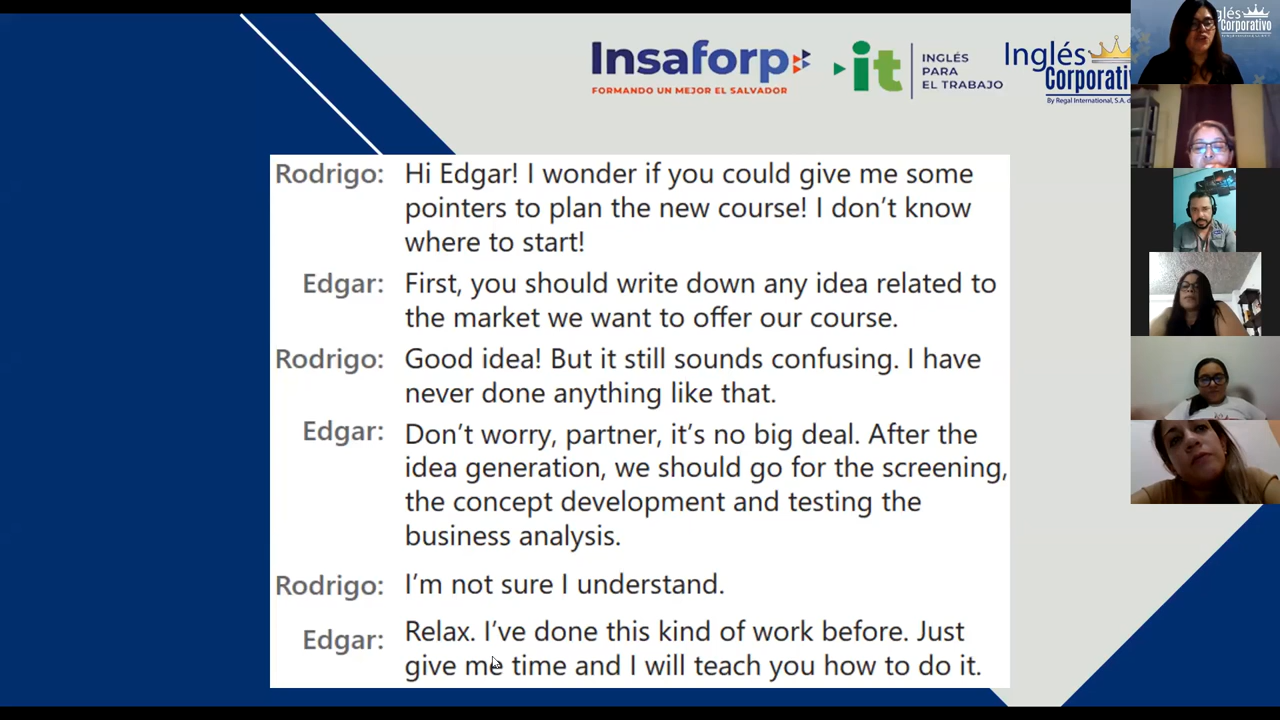 Insaforp
FORMANDO UN MEJOR EL SALVADOR
it
INGLÉS
PARA
EL TRABAJO
Inglés
Corporativ
By Regal International, S.A. d
glés
Corporativo
Rodrigo: Hi Edgar! I wonder if you could give me some
pointers to plan the new course! I don't know
where to start!
Edgar: First, you should write down any idea related to
the market we want to offer our course.
Rodrigo: Good idea! But it still sounds confusing. I have
never done anything like that.
Edgar: Don't worry, partner, it's no big deal. After the
idea generation, we should go for the screening,
the concept development and testing the
business analysis.
Rodrigo: I'm not sure I understand.
Edgar: Relax. I've done this kind of work before. Just
give me time and I will teach you how to do it.